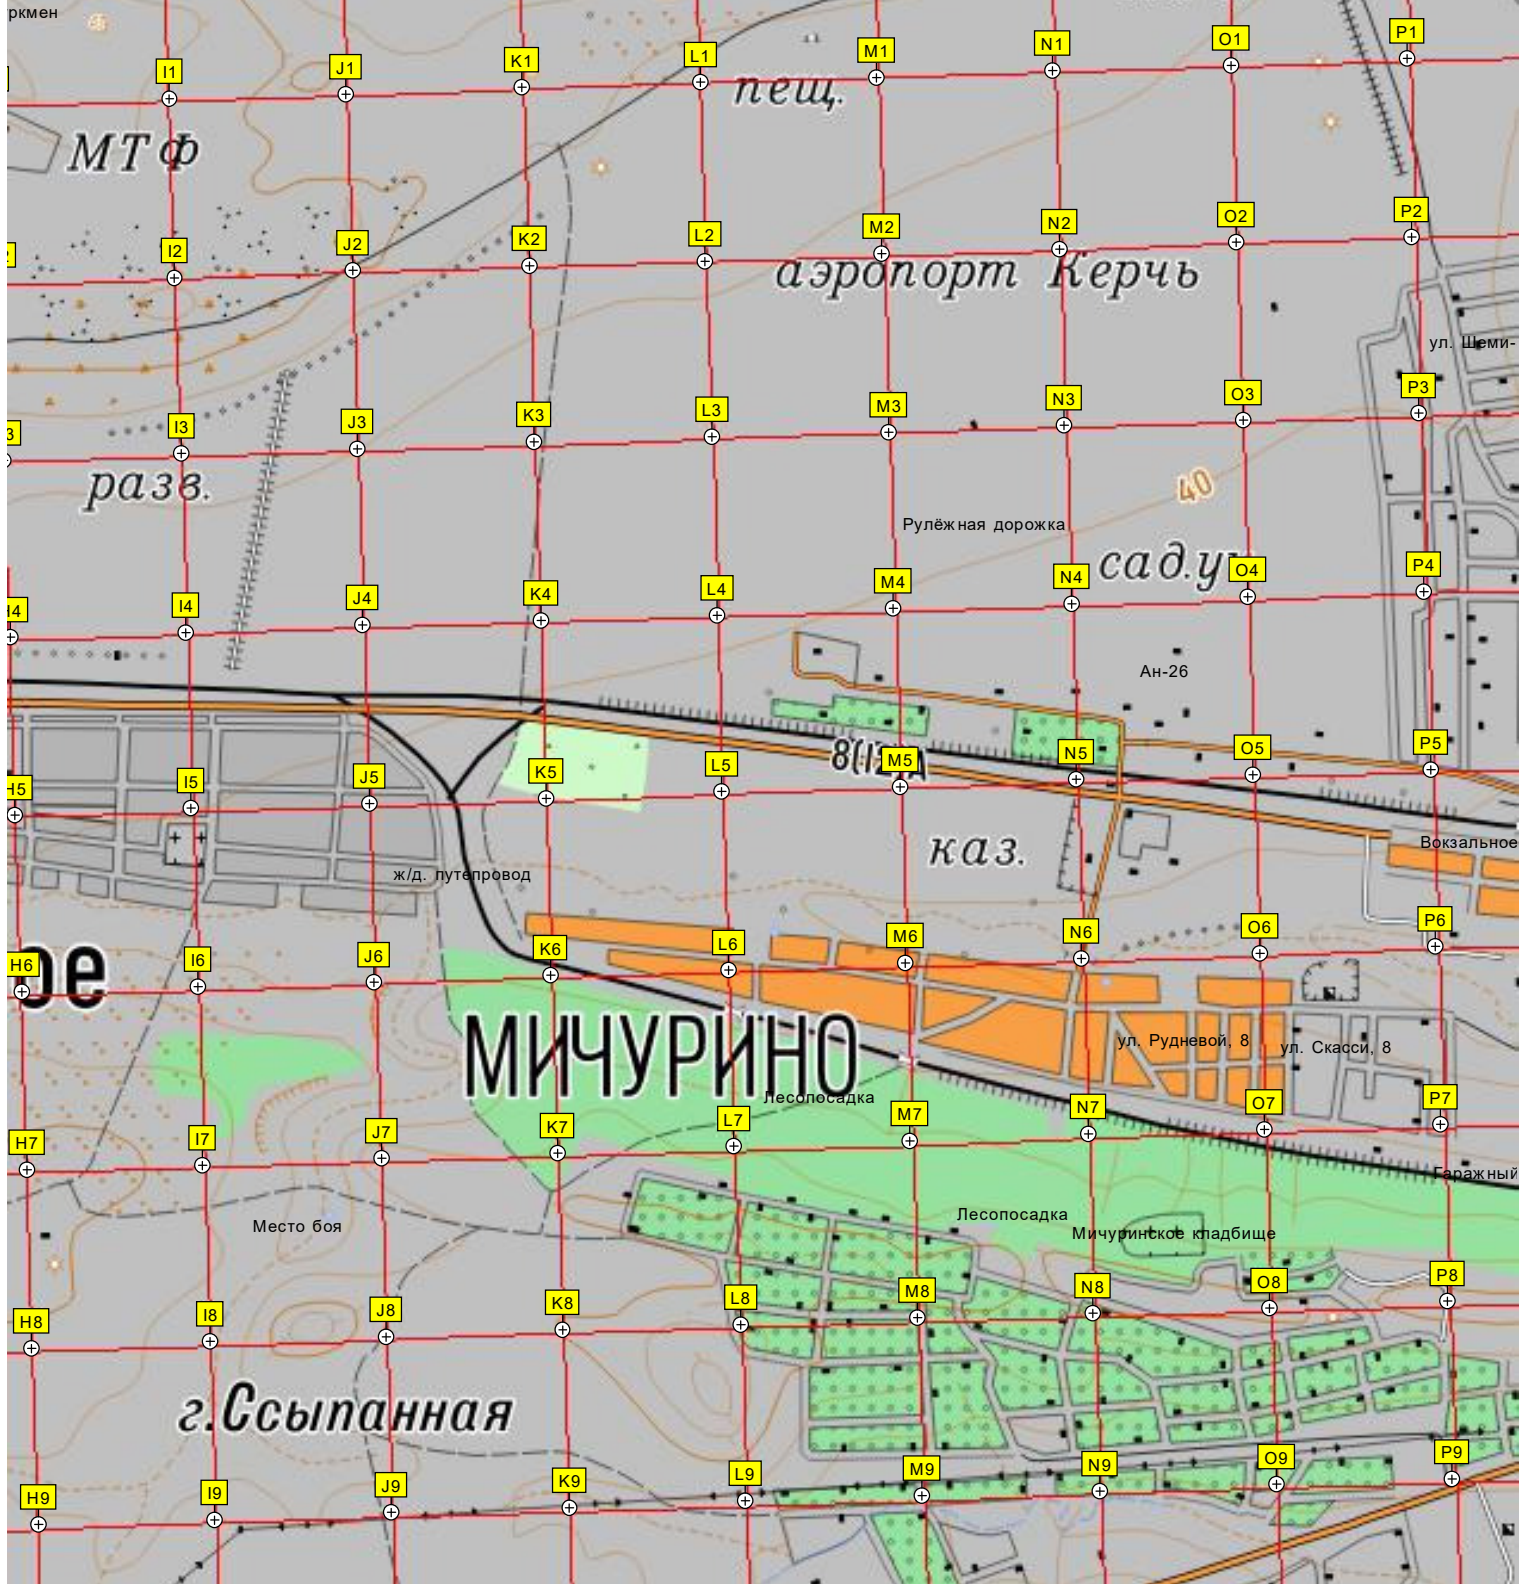 ркмен
I1 J1 K1 L1 M1 N1 O1 P1
пещ.
МТФ
I2 J2 K2 L2 M2 N2 O2 P2
аэропорт Керчь
ул. Шеми-
3 I3 J3 K3 L3 M3 N3 O3 P3
разв.
40
Рулёжная дорожка
сад.уч
H4 I4 J4 K4 L4 M4 N4 O4 P4
Ан-26
H5 I5 J5 K5 L5 M5 N5 O5 P5
Вокзальное
каз.
ж/д. путепровод
H6 I6 J6 K6 L6 M6 N6 O6 P6
ое
МИЧУРИНО
ул. Рудневой, 8
ул. Скасси, 8
Лесопосадка
H7 I7 J7 K7 L7 M7 N7 O7 P7
Гаражный
Место боя
Лесопосадка
Мичуринское кладбище
H8 I8 J8 K8 L8 M8 N8 O8 P8
г.Ссыпанная
H9 I9 J9 K9 L9 M9 N9 O9 P9